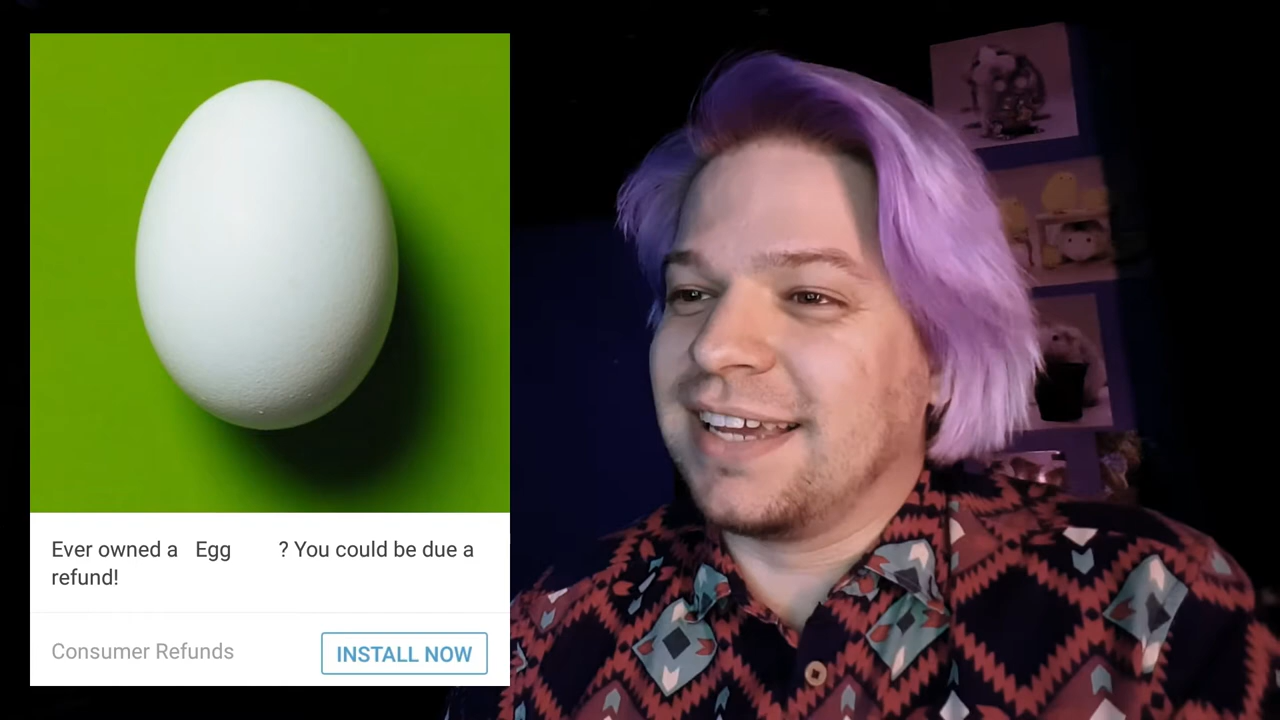 Ever owned a Egg ? You could be due a
refund!
Consumer Refunds
INSTALL NOW